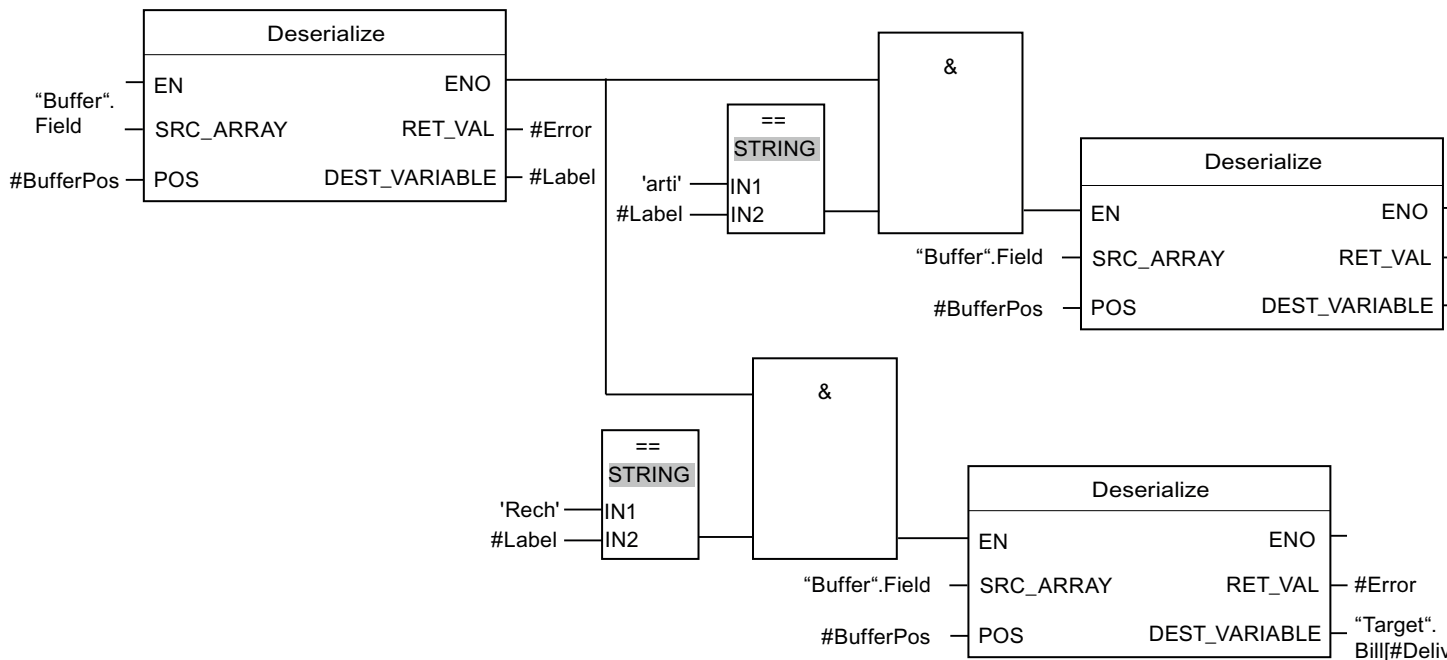 Deserialize
EN
ENO
“Buffer“.
Field
SRC_ARRAY
RET_VAL
#Error
#BufferPos
POS
DEST_VARIABLE
#Label
&
==
STRING
'arti'
IN1
#Label
IN2
Deserialize
EN
ENO
“Buffer“.Field
SRC_ARRAY
RET_VAL
#BufferPos
POS
DEST_VARIABLE
&
==
STRING
'Rech'
IN1
#Label
IN2
Deserialize
EN
ENO
“Buffer“.Field
SRC_ARRAY
RET_VAL
#Error
#BufferPos
POS
DEST_VARIABLE
“Target“.
Bill[#Deliv